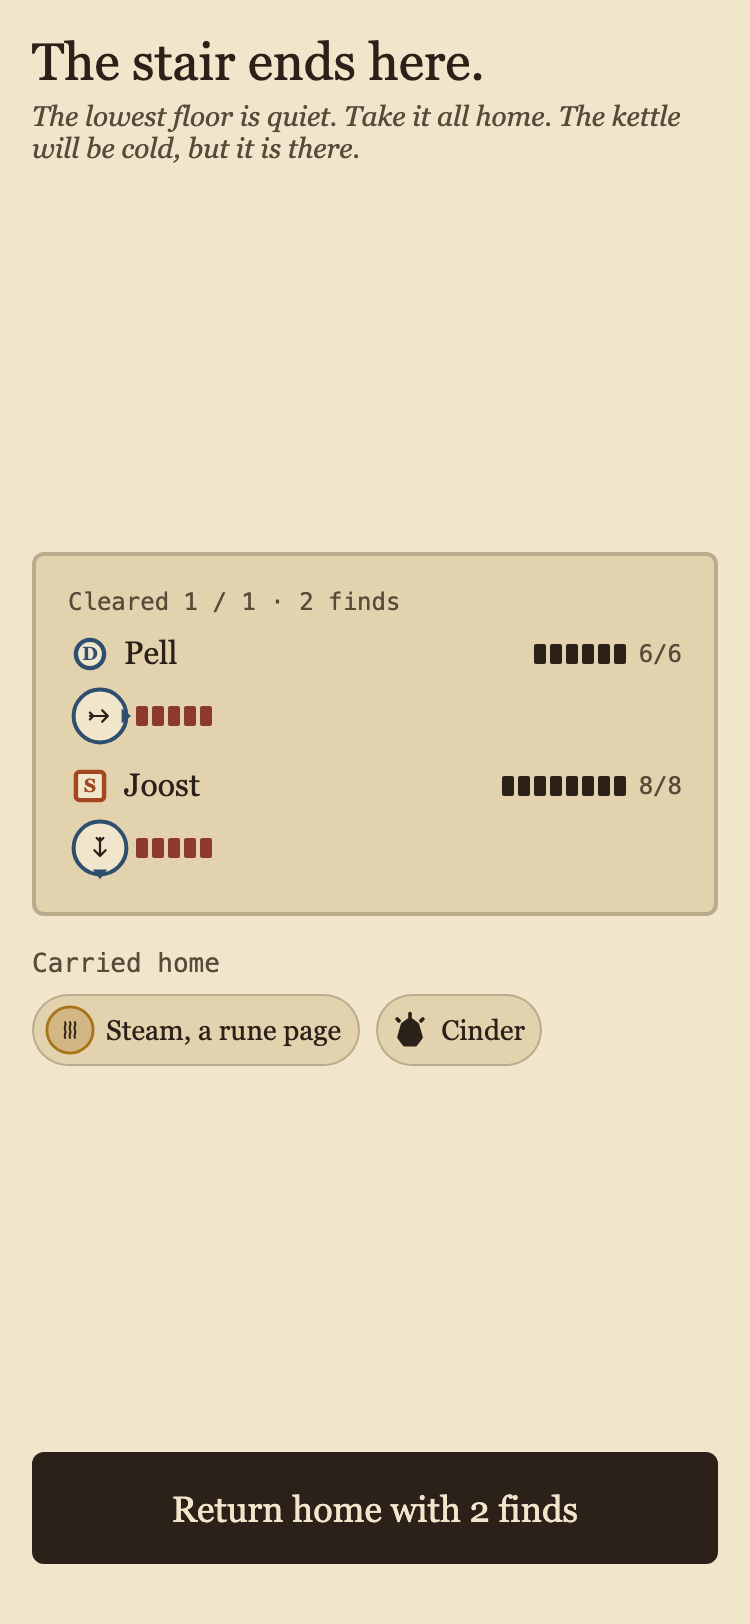 The stair ends here.
The lowest floor is quiet. Take it all home. The kettle
will be cold, but it is there.
Cleared 1 / 1 · 2 finds
D Pell 6/6
S Joost 8/8
Carried home
Steam, a rune page Cinder
Return home with 2 finds